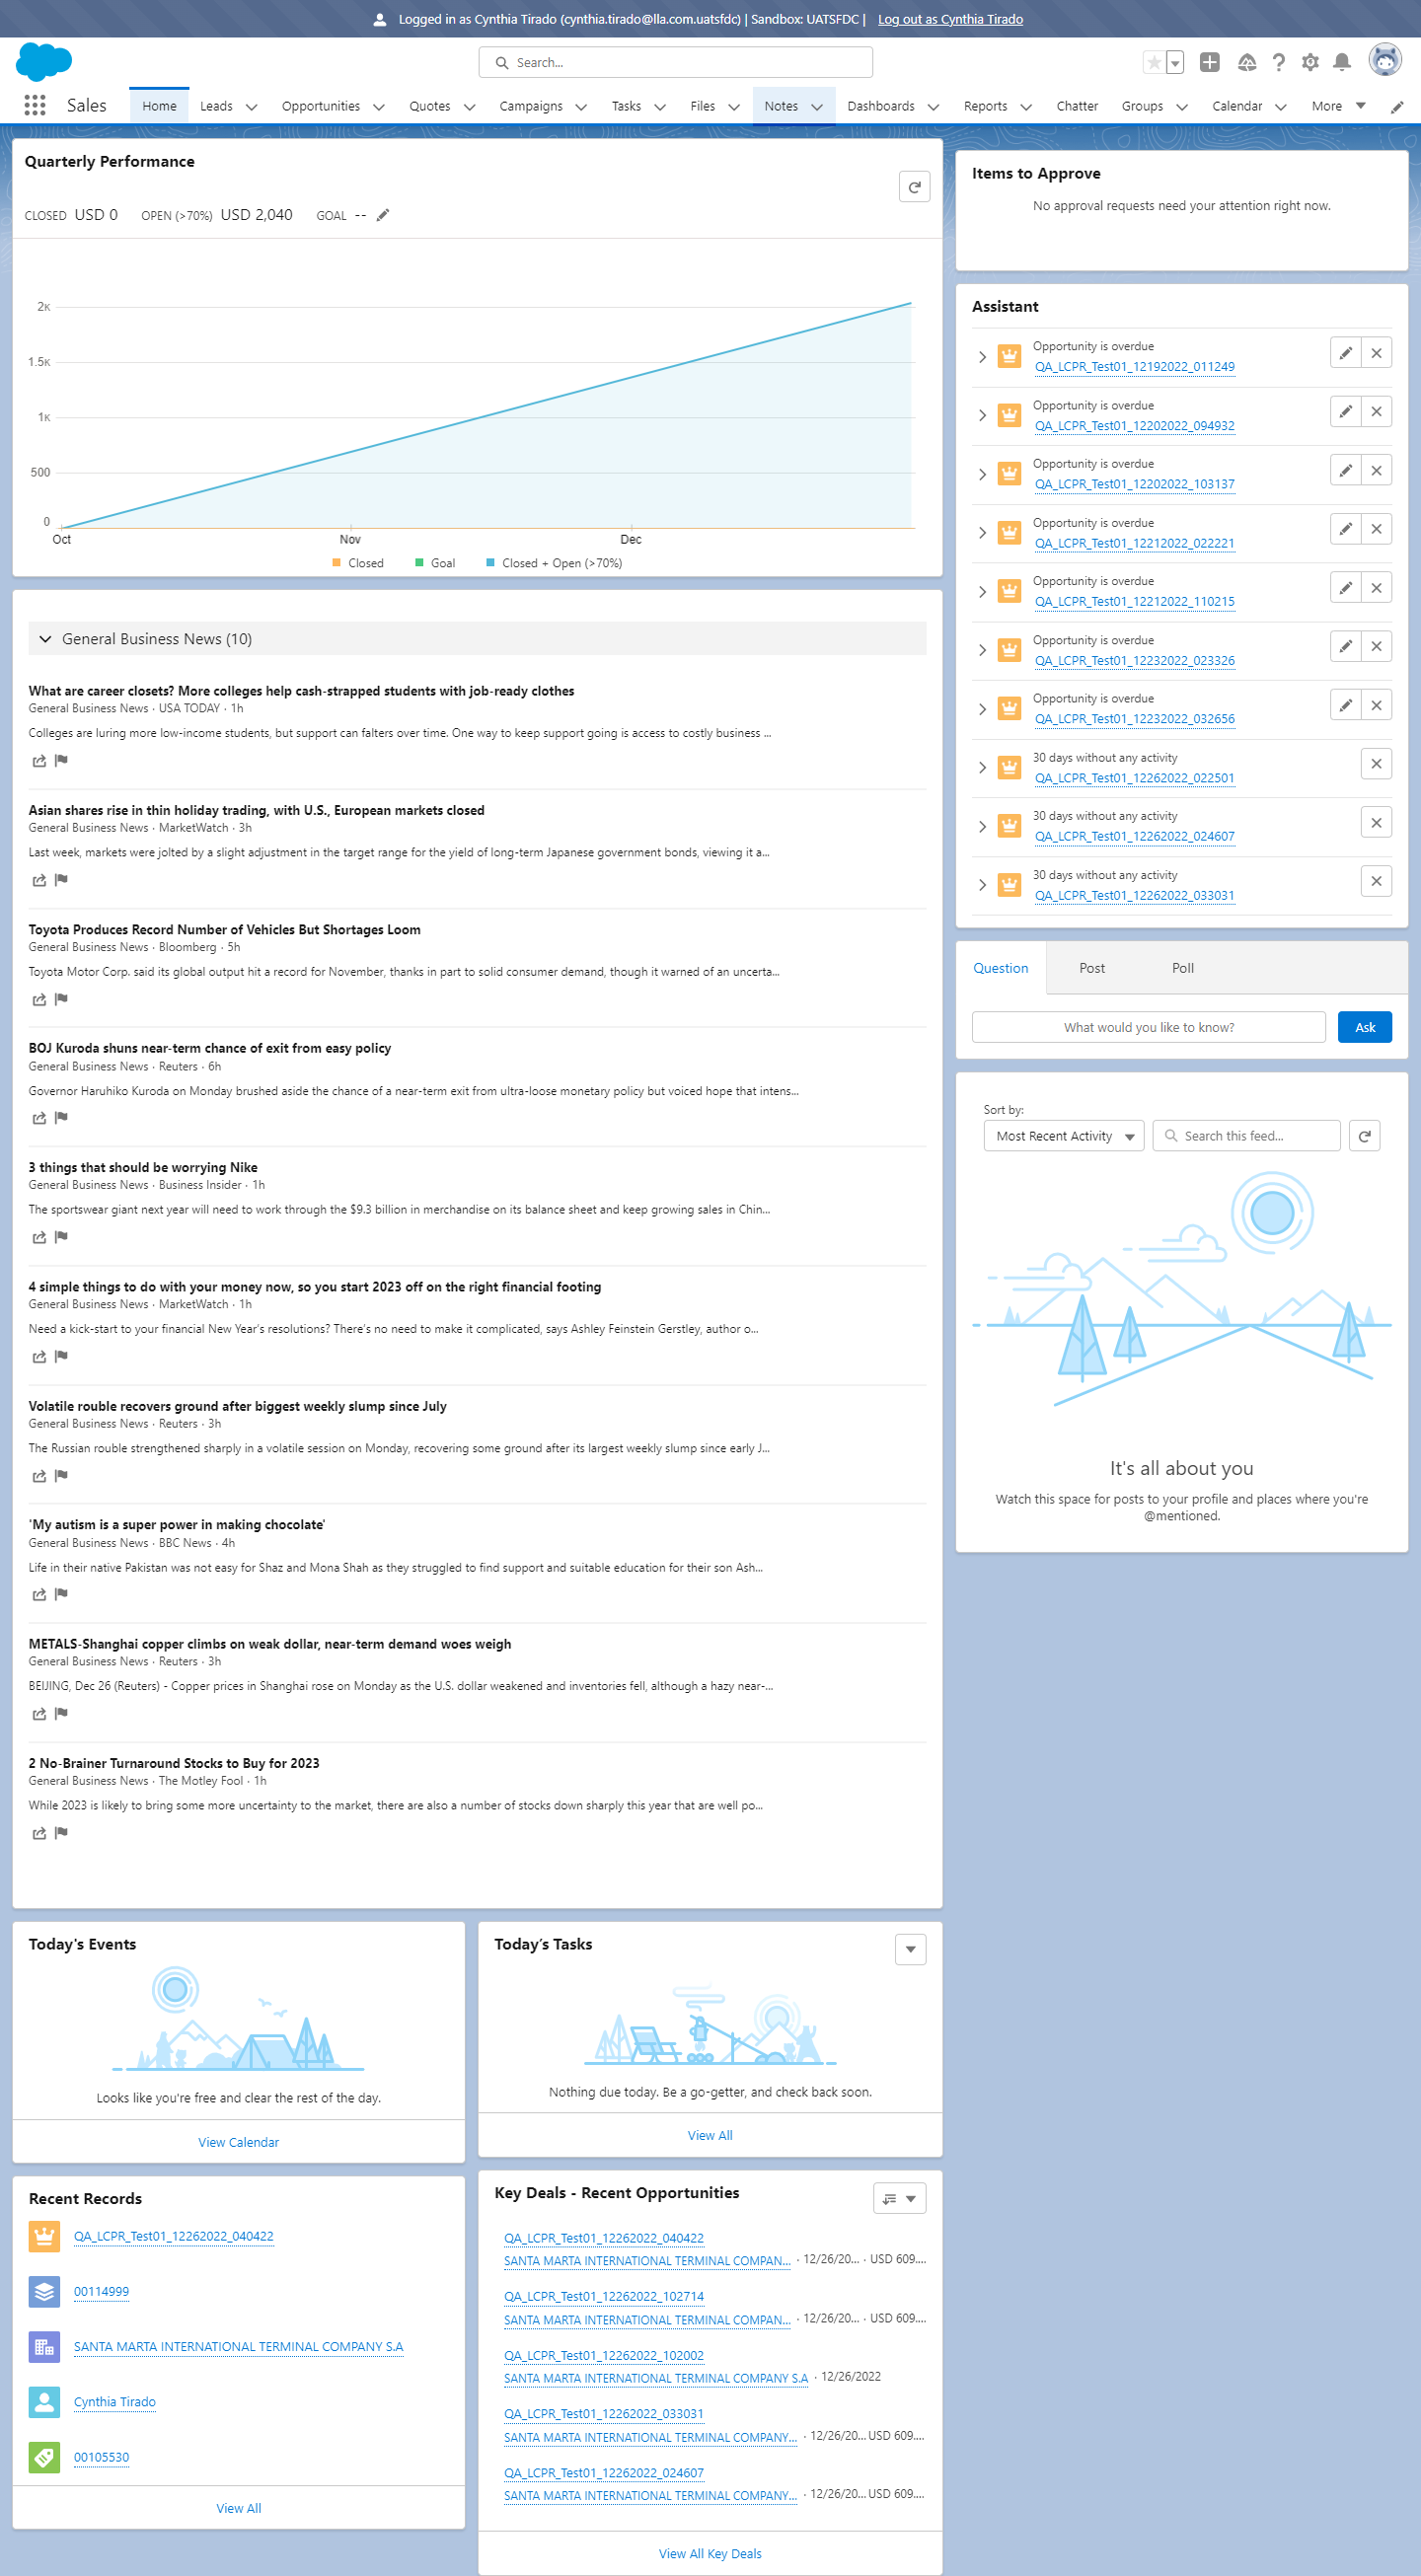 Logged in as Cynthia Tirado (cynthia.tirado@lla.com.uatsfdc) | Sandbox: UATSFDC | Log out as Cynthia Tirado
Search...
Sales
Home Leads Opportunities Quotes Campaigns Tasks Files Notes Dashboards Reports Chatter Groups Calendar More
Quarterly Performance
CLOSED USD 0 OPEN (>70%) USD 2,040 GOAL --
2K
1.5K
1K
500
0
Oct Nov Dec
Closed Goal Closed + Open (>70%)
General Business News (10)
What are career closets? More colleges help cash-strapped students with job-ready clothes
General Business News · USA TODAY · 1h
Colleges are luring more low-income students, but support can falters over time. One way to keep support going is access to costly business ...
Asian shares rise in thin holiday trading, with U.S., European markets closed
General Business News · MarketWatch · 3h
Last week, markets were jolted by a slight adjustment in the target range for the yield of long-term Japanese government bonds, viewing it a...
Toyota Produces Record Number of Vehicles But Shortages Loom
General Business News · Bloomberg · 5h
Toyota Motor Corp. said its global output hit a record for November, thanks in part to solid consumer demand, though it warned of an uncerta...
BOJ Kuroda shuns near-term chance of exit from easy policy
General Business News · Reuters · 6h
Governor Haruhiko Kuroda on Monday brushed aside the chance of a near-term exit from ultra-loose monetary policy but voiced hope that intens...
3 things that should be worrying Nike
General Business News · Business Insider · 1h
The sportswear giant next year will need to work through the $9.3 billion in merchandise on its balance sheet and keep growing sales in Chin...
4 simple things to do with your money now, so you start 2023 off on the right financial footing
General Business News · MarketWatch · 1h
Need a kick-start to your financial New Year's resolutions? There's no need to make it complicated, says Ashley Feinstein Gerstley, author o...
Volatile rouble recovers ground after biggest weekly slump since July
General Business News · Reuters · 3h
The Russian rouble strengthened sharply in a volatile session on Monday, recovering some ground after its largest weekly slump since early J...
'My autism is a super power in making chocolate'
General Business News · BBC News · 4h
Life in their native Pakistan was not easy for Shaz and Mona Shah as they struggled to find support and suitable education for their son Ash...
METALS-Shanghai copper climbs on weak dollar, near-term demand woes weigh
General Business News · Reuters · 3h
BEIJING, Dec 26 (Reuters) - Copper prices in Shanghai rose on Monday as the U.S. dollar weakened and inventories fell, although a hazy near-...
2 No-Brainer Turnaround Stocks to Buy for 2023
General Business News · The Motley Fool · 1h
While 2023 is likely to bring some more uncertainty to the market, there are also a number of stocks down sharply this year that are well po...
Today's Events
Looks like you're free and clear the rest of the day.
View Calendar
Today's Tasks
Nothing due today. Be a go-getter, and check back soon.
View All
Recent Records
QA_LCPR_Test01_12262022_040422
00114999
SANTA MARTA INTERNATIONAL TERMINAL COMPANY S.A
Cynthia Tirado
00105530
View All
Key Deals - Recent Opportunities
QA_LCPR_Test01_12262022_040422
SANTA MARTA INTERNATIONAL TERMINAL COMPAN... · 12/26/20... · USD 609....
QA_LCPR_Test01_12262022_102714
SANTA MARTA INTERNATIONAL TERMINAL COMPAN... · 12/26/20... · USD 609....
QA_LCPR_Test01_12262022_102002
SANTA MARTA INTERNATIONAL TERMINAL COMPANY S.A · 12/26/2022
QA_LCPR_Test01_12262022_033031
SANTA MARTA INTERNATIONAL TERMINAL COMPANY... · 12/26/20... USD 609....
QA_LCPR_Test01_12262022_024607
SANTA MARTA INTERNATIONAL TERMINAL COMPANY... · 12/26/20... USD 609....
View All Key Deals
Items to Approve
No approval requests need your attention right now.
Assistant
Opportunity is overdue
QA_LCPR_Test01_12192022_011249
Opportunity is overdue
QA_LCPR_Test01_12202022_094932
Opportunity is overdue
QA_LCPR_Test01_12202022_103137
Opportunity is overdue
QA_LCPR_Test01_12212022_022221
Opportunity is overdue
QA_LCPR_Test01_12212022_110215
Opportunity is overdue
QA_LCPR_Test01_12232022_023326
Opportunity is overdue
QA_LCPR_Test01_12232022_032656
30 days without any activity
QA_LCPR_Test01_12262022_022501
30 days without any activity
QA_LCPR_Test01_12262022_024607
30 days without any activity
QA_LCPR_Test01_12262022_033031
Question Post Poll
What would you like to know? Ask
Sort by:
Most Recent Activity Search this feed...
It's all about you
Watch this space for posts to your profile and places where you're
@mentioned.